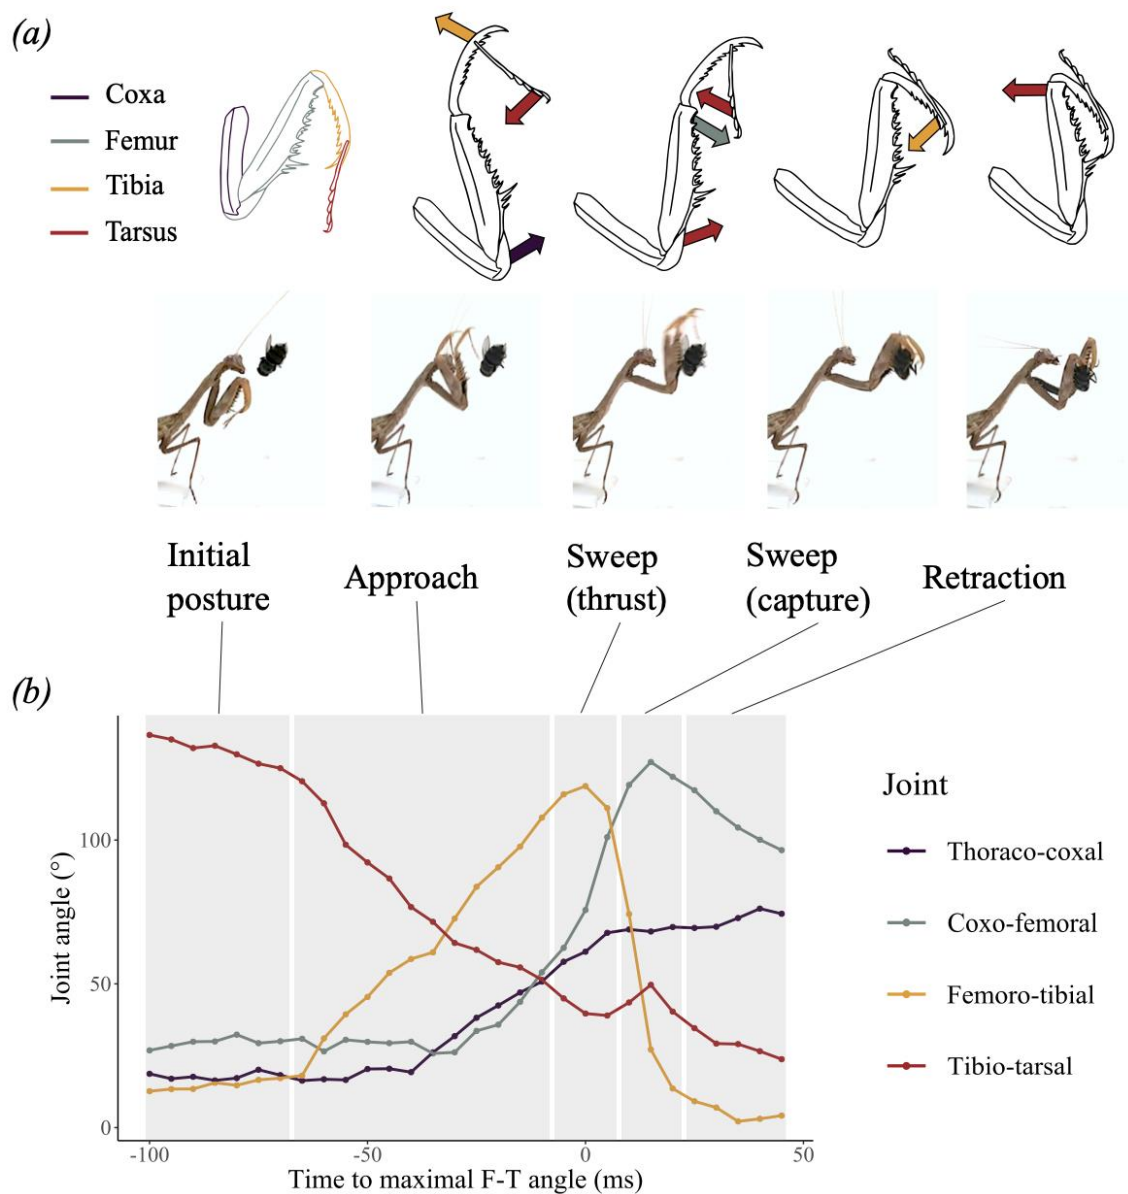 (a)
Coxa
Femur
Tibia
Tarsus
Initial
posture
Approach
Sweep
(thrust)
Sweep
(capture)
Retraction
(b)
Joint angle (°)
100
50
0
-100
-50
0
50
Time to maximal F-T angle (ms)
Joint
Thoraco-coxal
Coxo-femoral
Femoro-tibial
Tibio-tarsal